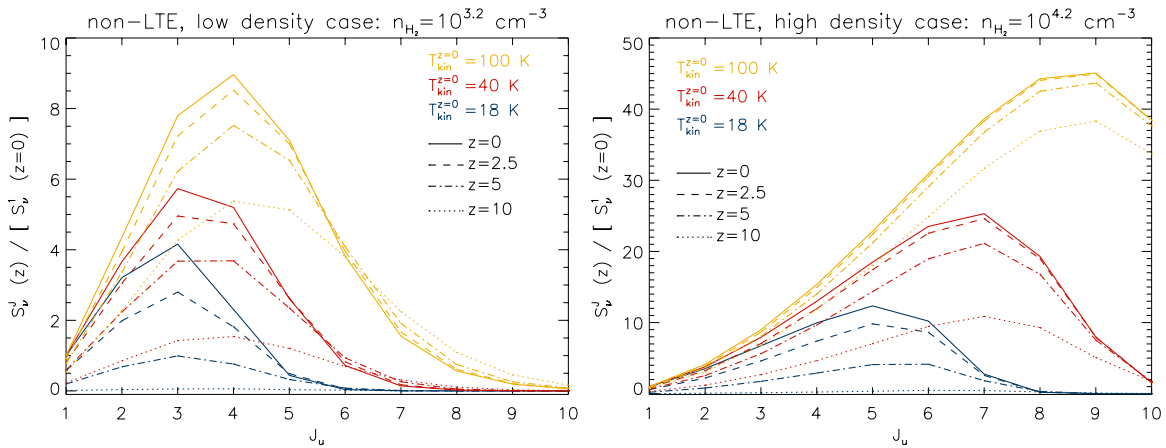 non-LTE, low density case: n_H₂=10^3.2 cm^-3
S_ν^J (z) / [ S_ν^1 (z=0) ]
10
8
6
4
2
0
T_kin^z=0 =100 K
T_kin^z=0 =40 K
T_kin^z=0 =18 K
z=0
z=2.5
z=5
z=10
1 2 3 4 5 6 7 8 9 10
J_u
non-LTE, high density case: n_H₂=10^4.2 cm^-3
S_ν^J (z) / [ S_ν^1 (z=0) ]
50
40
30
20
10
0
T_kin^z=0 =100 K
T_kin^z=0 =40 K
T_kin^z=0 =18 K
z=0
z=2.5
z=5
z=10
1 2 3 4 5 6 7 8 9 10
J_u